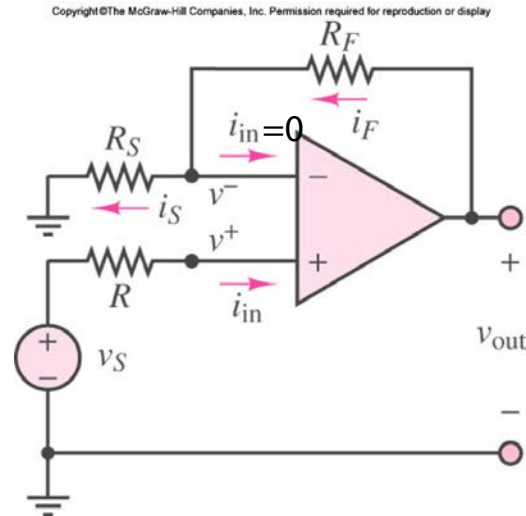 Copyright©The McGraw-Hill Companies, Inc. Permission required for reproduction or display
R_F
i_F
i_in =0
R_S
−
i_S
v^−
v^+
+
R
i_in
+
v_out
−
+
−
v_S